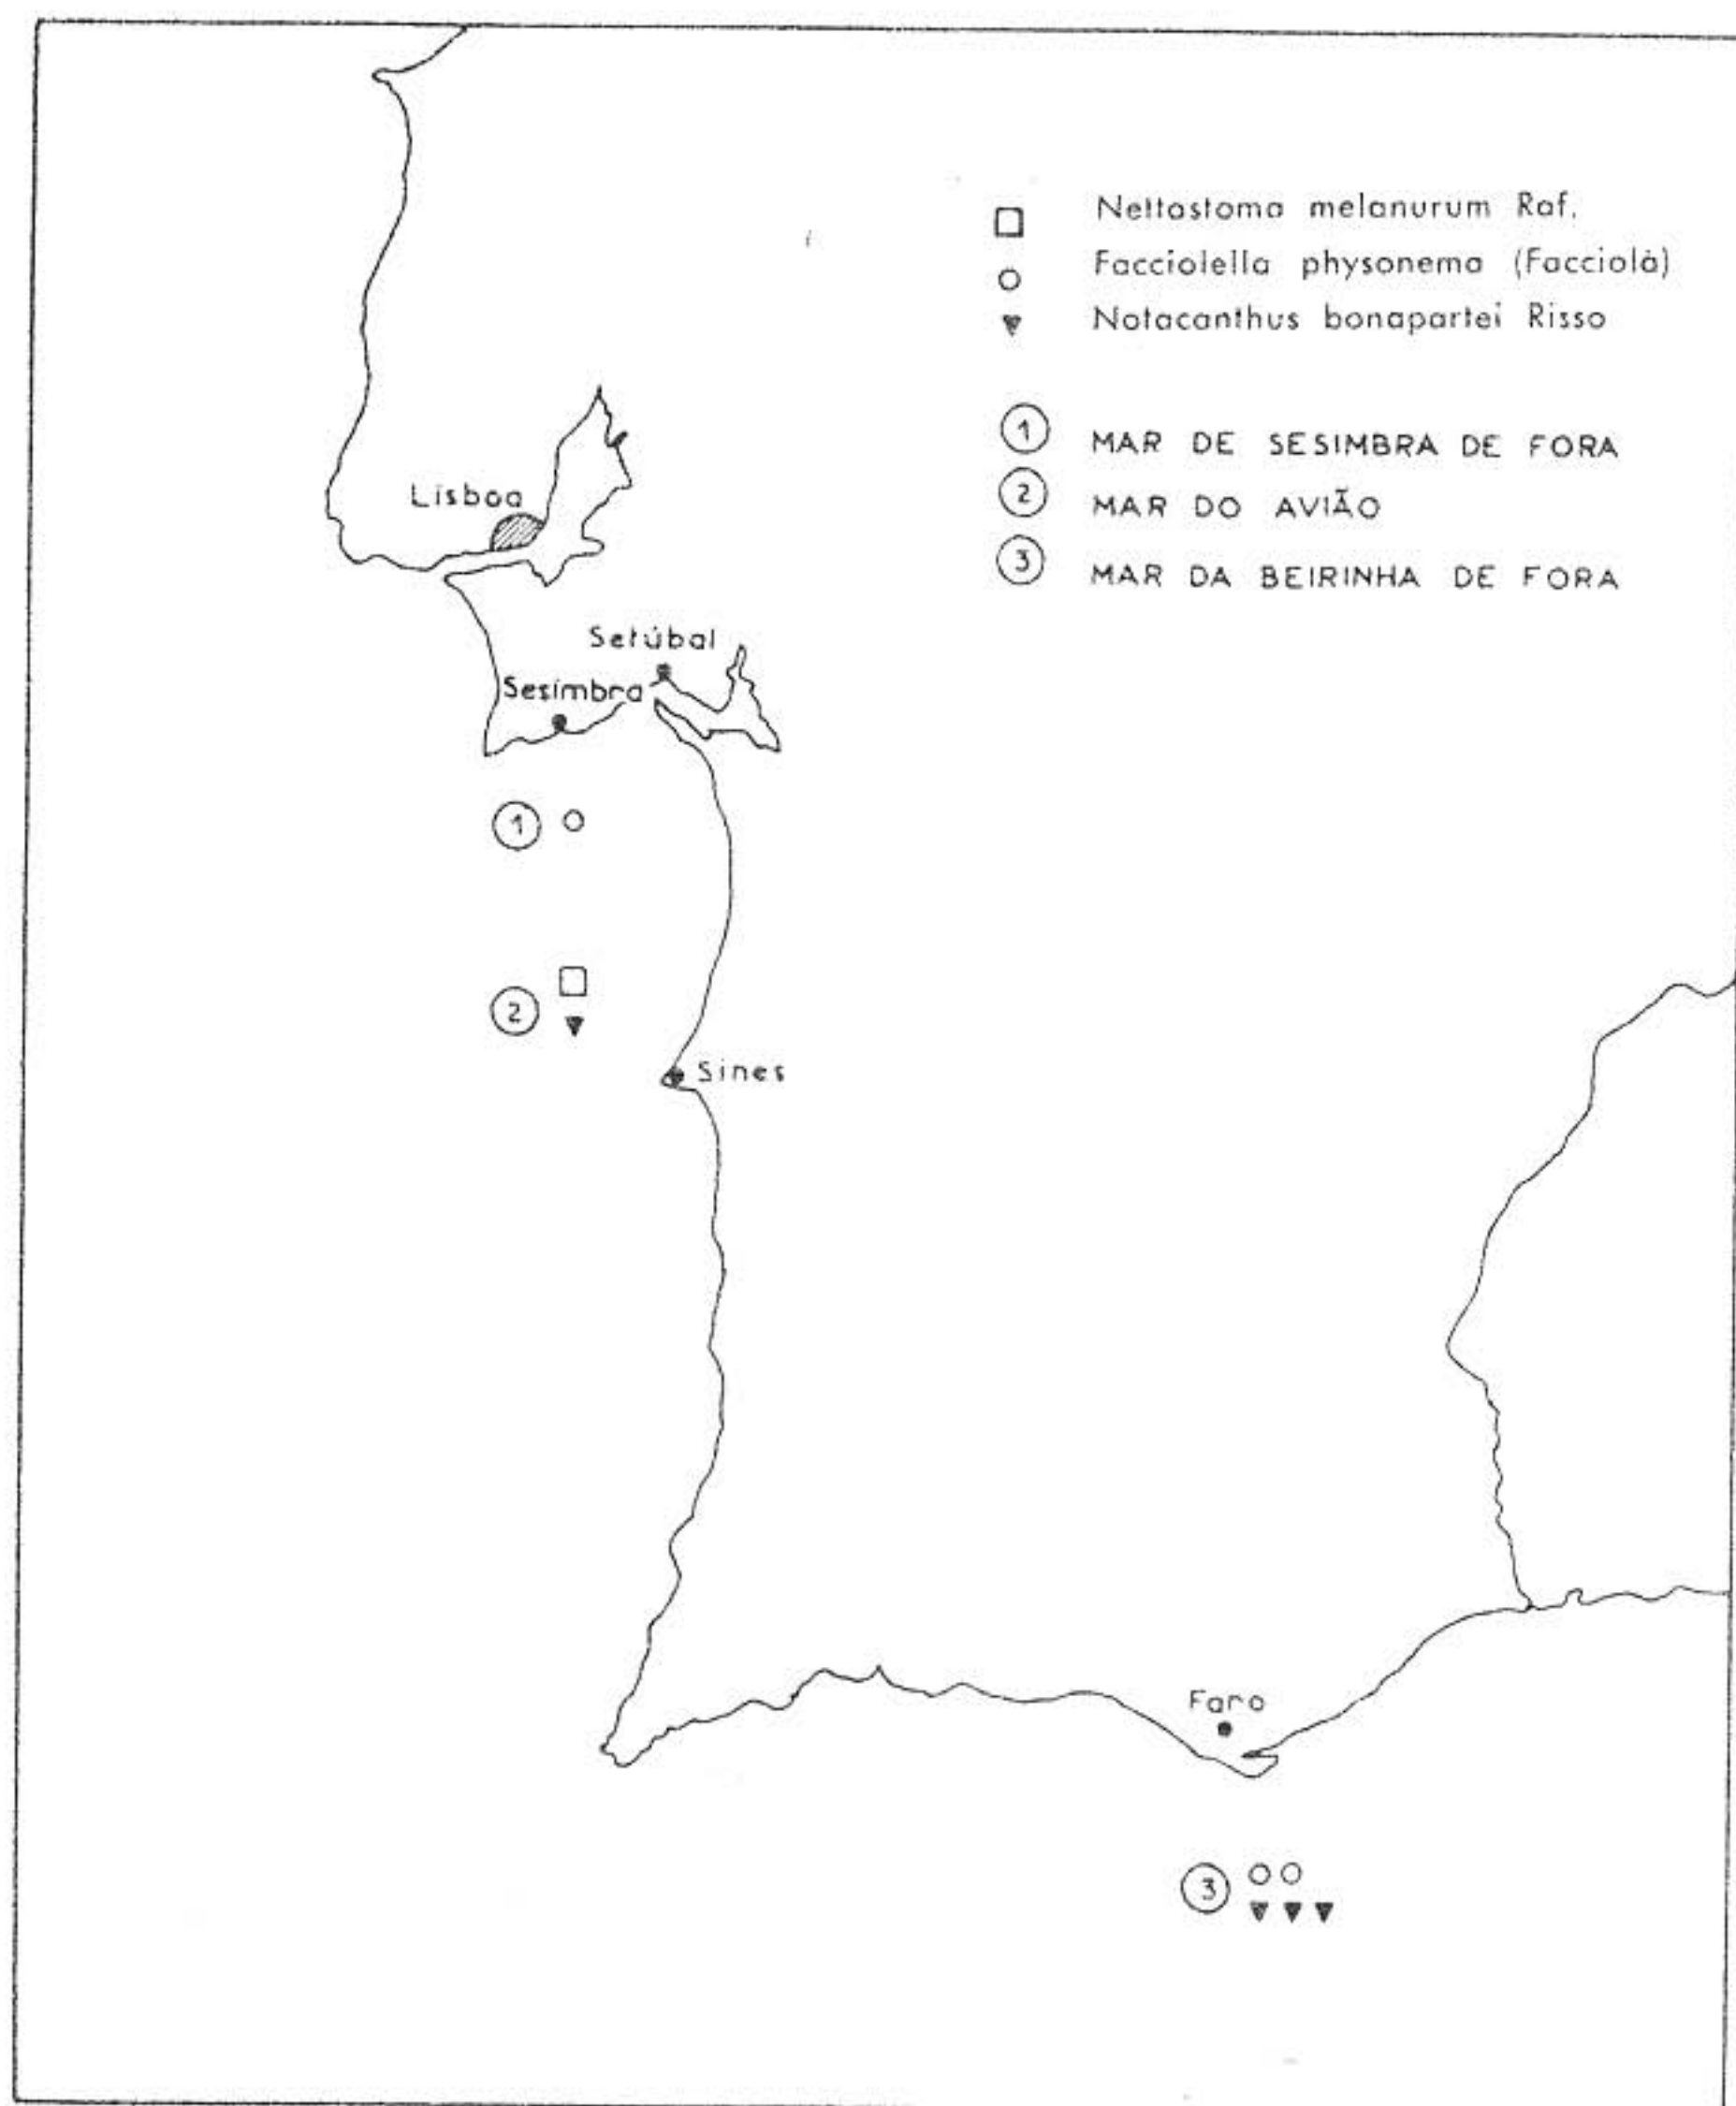 Nettastoma melanurum Raf.
Facciolella physonema (Facciolà)
Notacanthus bonapartei Risso
1 MAR DE SESIMBRA DE FORA
2 MAR DO AVIÃO
3 MAR DA BEIRINHA DE FORA
Lisboa
Setúbal
Sesimbra
1
2
Sines
Faro
3